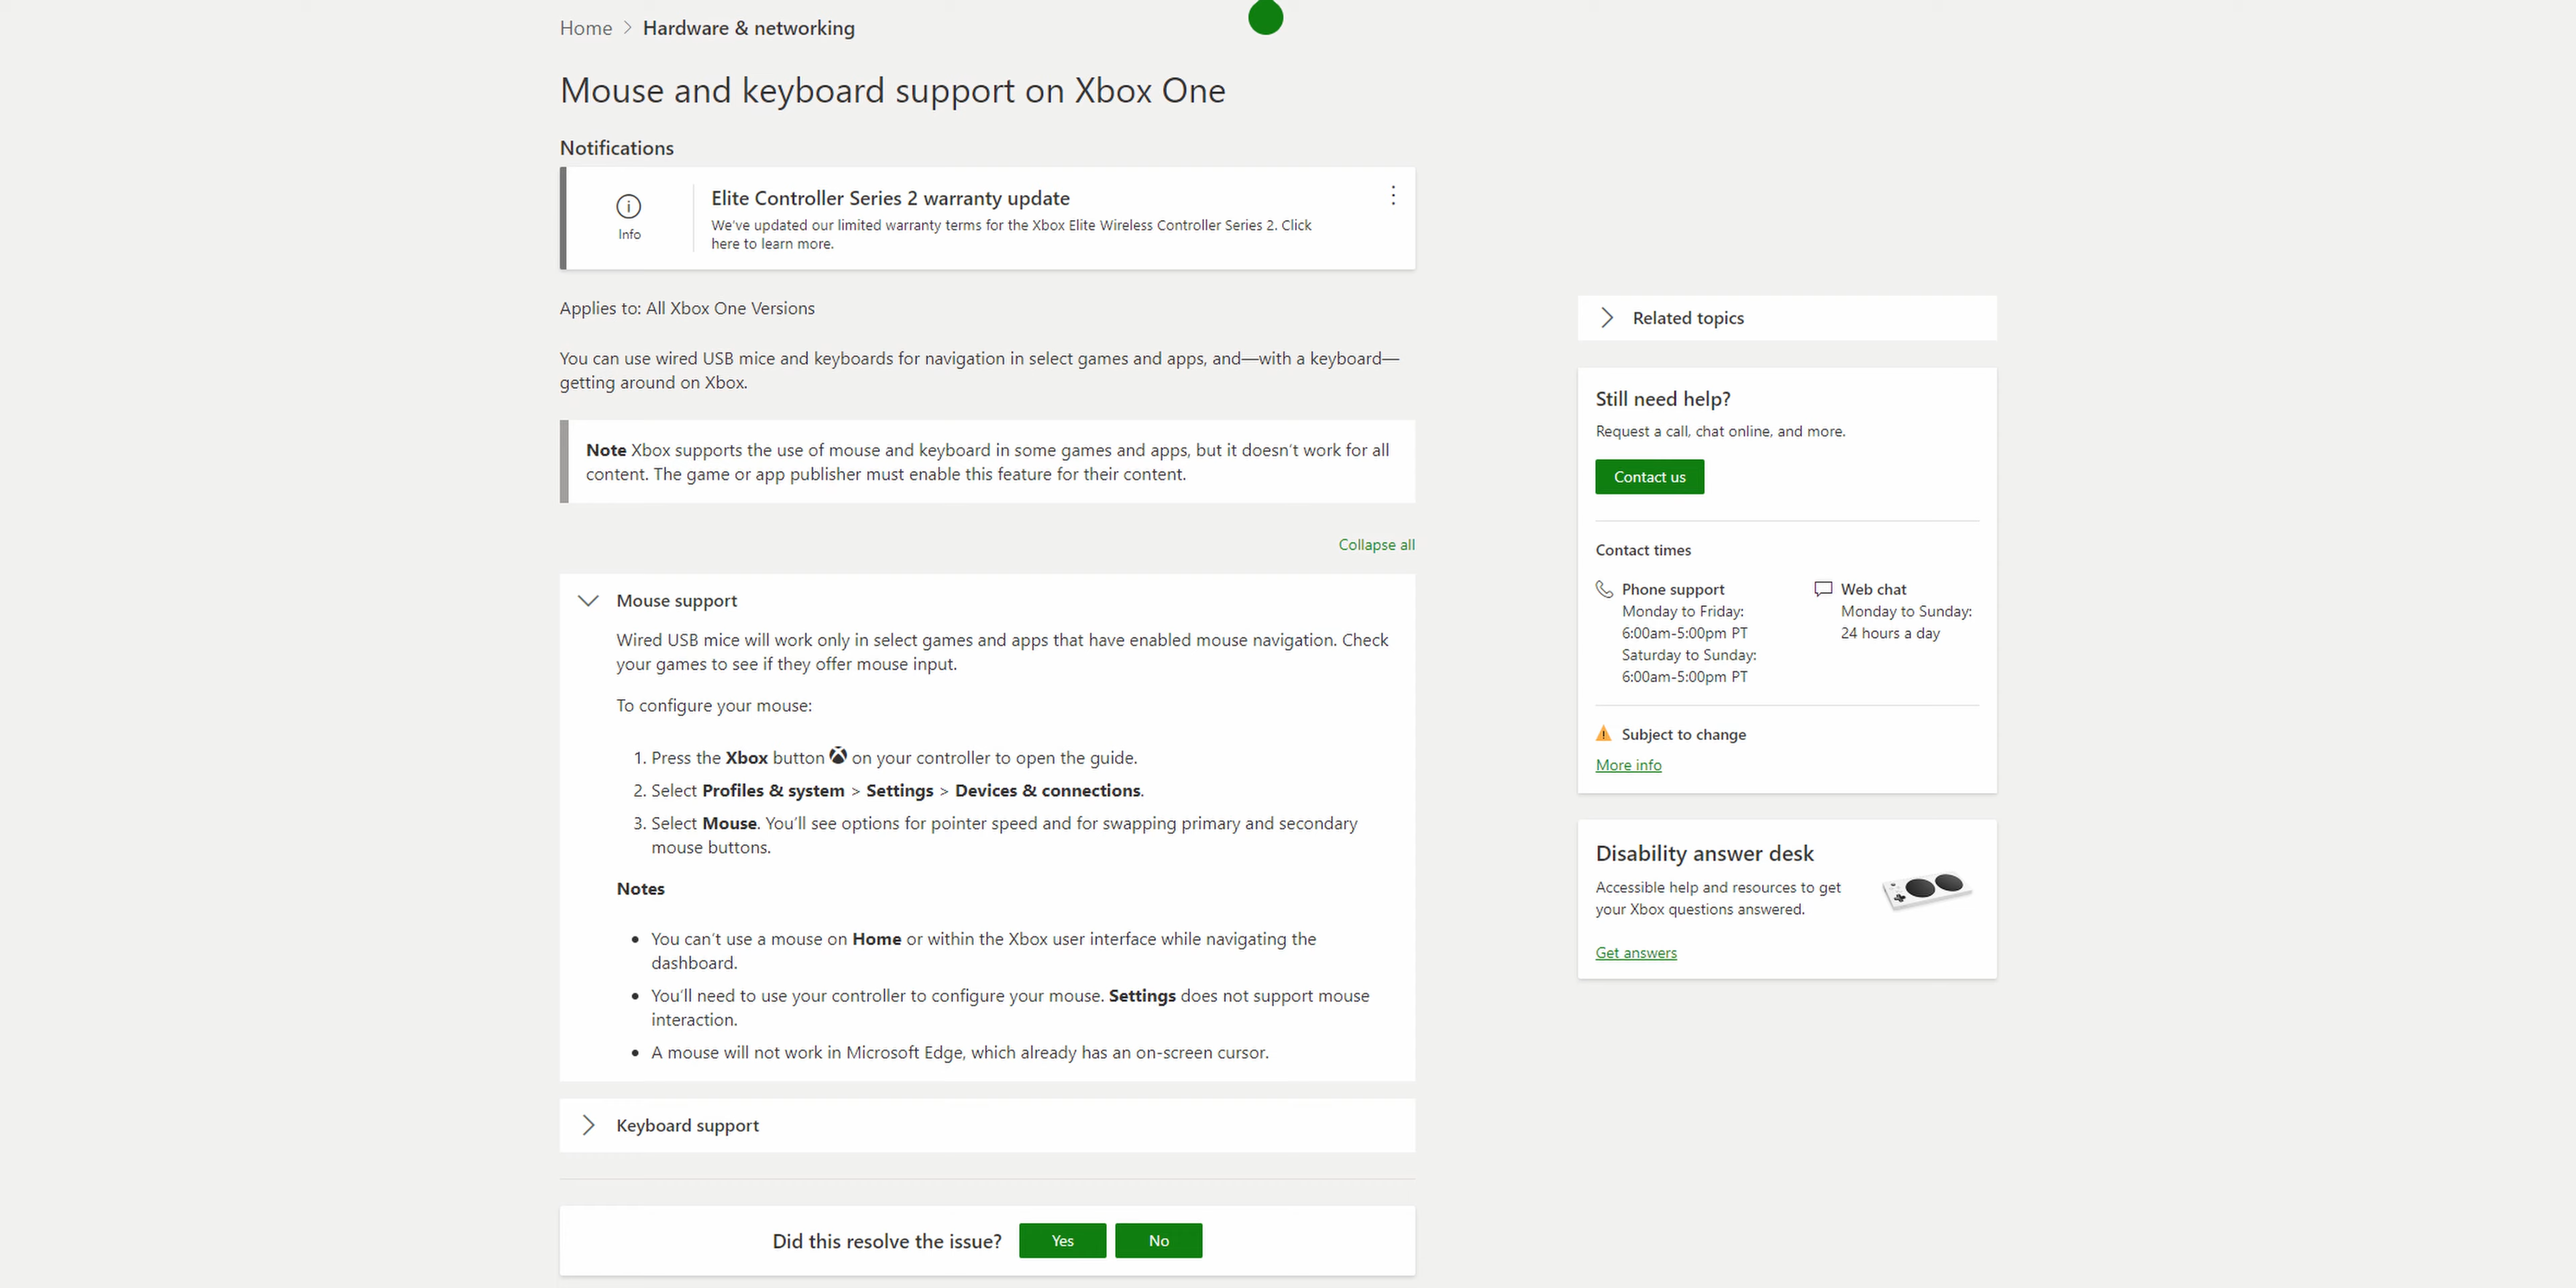 Home > Hardware & networking
Mouse and keyboard support on Xbox One
Notifications
Info
Elite Controller Series 2 warranty update
We've updated our limited warranty terms for the Xbox Elite Wireless Controller Series 2. Click
here to learn more.
Applies to: All Xbox One Versions
You can use wired USB mice and keyboards for navigation in select games and apps, and—with a keyboard—
getting around on Xbox.
Note Xbox supports the use of mouse and keyboard in some games and apps, but it doesn't work for all
content. The game or app publisher must enable this feature for their content.
Collapse all
Mouse support
Wired USB mice will work only in select games and apps that have enabled mouse navigation. Check
your games to see if they offer mouse input.
To configure your mouse:
1. Press the Xbox button on your controller to open the guide.
2. Select Profiles & system > Settings > Devices & connections.
3. Select Mouse. You'll see options for pointer speed and for swapping primary and secondary
mouse buttons.
Notes
• You can't use a mouse on Home or within the Xbox user interface while navigating the
dashboard.
• You'll need to use your controller to configure your mouse. Settings does not support mouse
interaction.
• A mouse will not work in Microsoft Edge, which already has an on-screen cursor.
Keyboard support
Did this resolve the issue? Yes No
Related topics
Still need help?
Request a call, chat online, and more.
Contact us
Contact times
Phone support
Monday to Friday:
6:00am-5:00pm PT
Saturday to Sunday:
6:00am-5:00pm PT
Web chat
Monday to Sunday:
24 hours a day
Subject to change
More info
Disability answer desk
Accessible help and resources to get
your Xbox questions answered.
Get answers